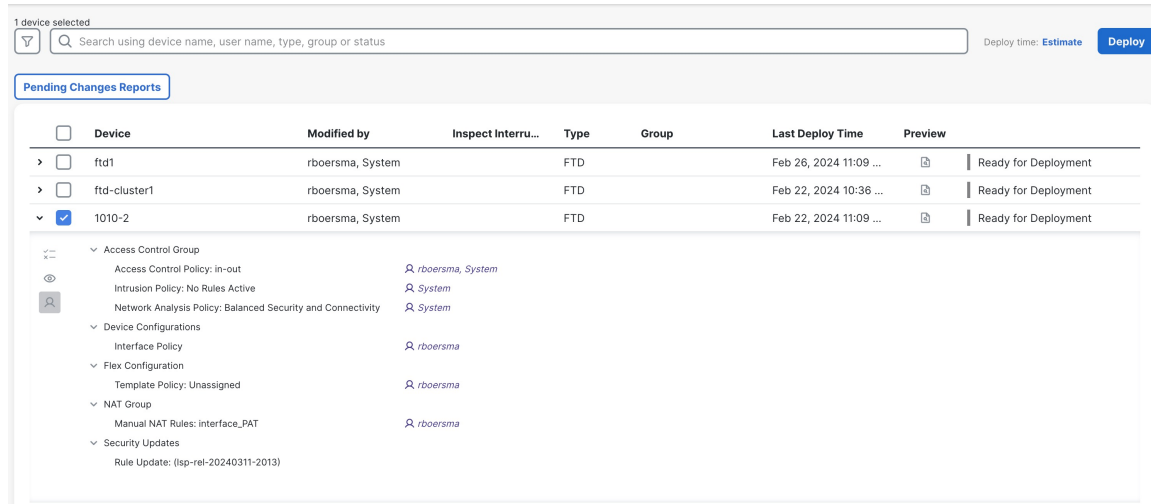 1 device selected
Search using device name, user name, type, group or status
Deploy time: Estimate
Deploy
Pending Changes Reports
Device Modified by Inspect Interru... Type Group Last Deploy Time Preview
ftd1 rboersma, System FTD Feb 26, 2024 11:09 ... Ready for Deployment
ftd-cluster1 rboersma, System FTD Feb 22, 2024 10:36 ... Ready for Deployment
1010-2 rboersma, System FTD Feb 22, 2024 11:09 ... Ready for Deployment
Access Control Group
Access Control Policy: in-out rboersma, System
Intrusion Policy: No Rules Active System
Network Analysis Policy: Balanced Security and Connectivity System
Device Configurations
Interface Policy rboersma
Flex Configuration
Template Policy: Unassigned rboersma
NAT Group
Manual NAT Rules: interface_PAT rboersma
Security Updates
Rule Update: (lsp-rel-20240311-2013)